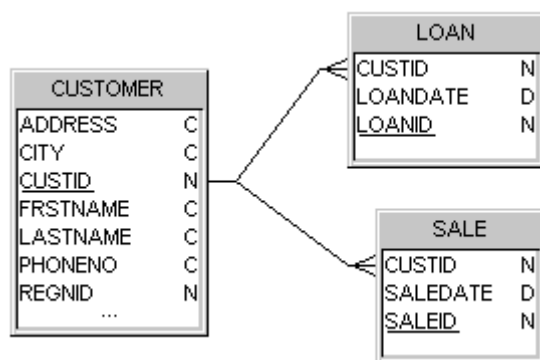 CUSTOMER
ADDRESS C
CITY C
CUSTID N
FRSTNAME C
LASTNAME C
PHONENO C
REGNID N
...
LOAN
CUSTID N
LOANDATE D
LOANID N
SALE
CUSTID N
SALEDATE D
SALEID N